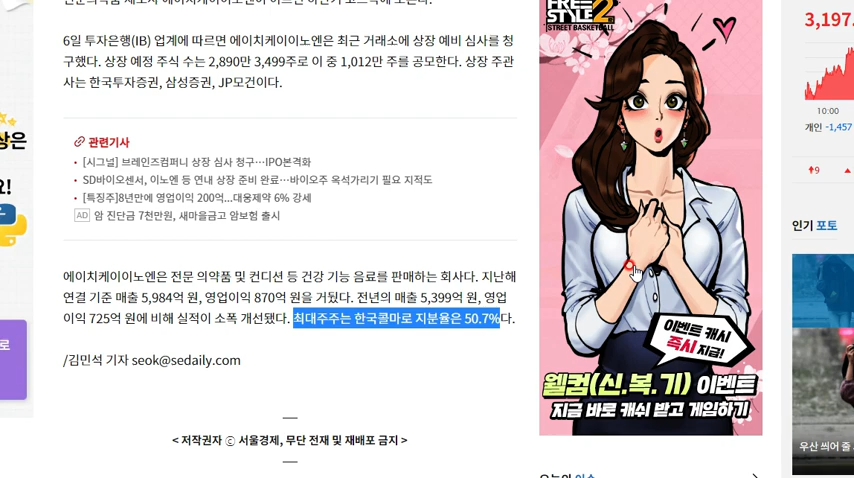 6일 투자은행(IB) 업계에 따르면 에이치케이이노엔은 최근 거래소에 상장 예비 심사를 청
구했다. 상장 예정 주식 수는 2,890만 3,499주로 이 중 1,012만 주를 공모한다. 상장 주관
사는 한국투자증권, 삼성증권, JP모건이다.
관련기사
• [시그널] 브레인즈컴퍼니 상장 심사 청구…IPO본격화
• SD바이오센서, 이노엔 등 연내 상장 준비 완료…바이오주 옥석가리기 필요 지적도
• [특징주]8년만에 영업이익 200억...대웅제약 6% 강세
AD 암 진단금 7천만원, 새마을금고 암보험 출시
에이치케이이노엔은 전문 의약품 및 컨디션 등 건강 기능 음료를 판매하는 회사다. 지난해
연결 기준 매출 5,984억 원, 영업이익 870억 원을 거뒀다. 전년의 매출 5,399억 원, 영업
이익 725억 원에 비해 실적이 소폭 개선됐다. 최대주주는 한국콜마로 지분율은 50.7%다.
/김민석 기자 seok@sedaily.com
< 저작권자 ⓒ 서울경제, 무단 전재 및 재배포 금지 >
상은
요!
로
FREE
STYLE 2
STREET BASKETBALL
이벤트 캐시
즉시 지급!
웰컴(신.복.기) 이벤트
지금 바로 캐쉬 받고 게임하기
3,197
10:00
개인 -1,457
9
인기 포토
우산 씌어 줄